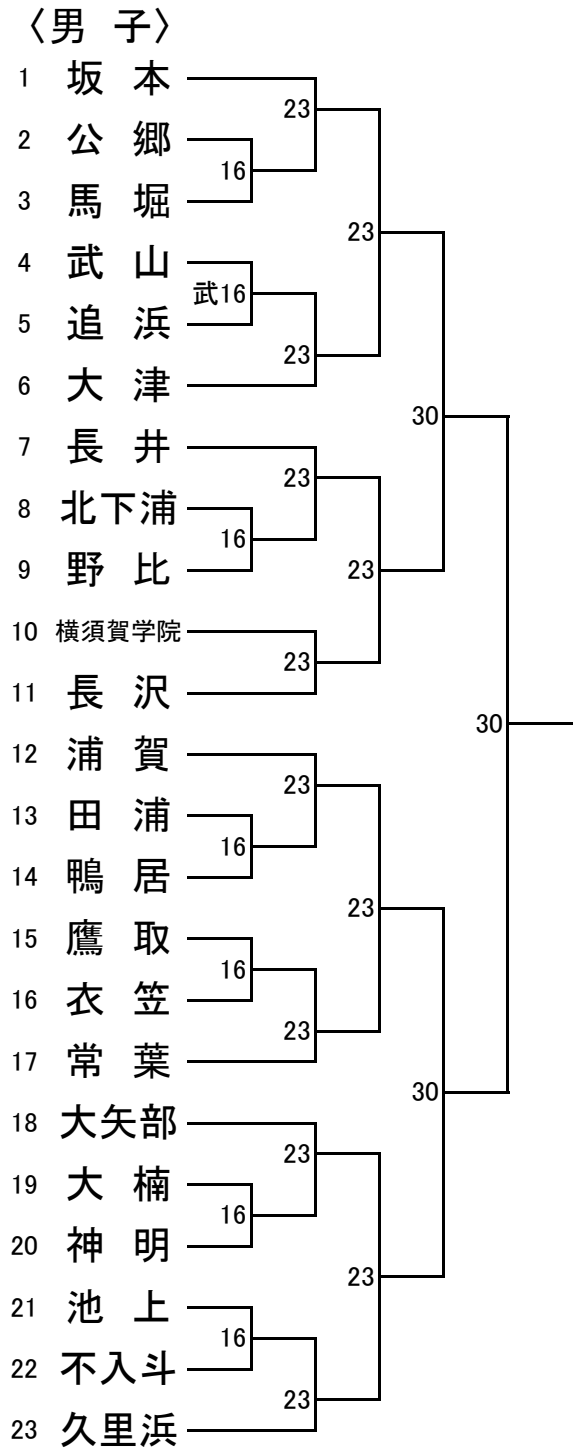 〈男 子〉
1 坂 本
23
2 公 郷
16
3 馬 堀
23
4 武 山
武16
5 追 浜
23
6 大 津
30
7 長 井
23
8 北下浦
16
9 野 比
23
10 横須賀学院
23
11 長 沢
30
12 浦 賀
23
13 田 浦
16
14 鴨 居
23
15 鷹 取
16
16 衣 笠
23
17 常 葉
30
18 大矢部
23
19 大 楠
16
20 神 明
23
21 池 上
16
22 不入斗
23
23 久里浜